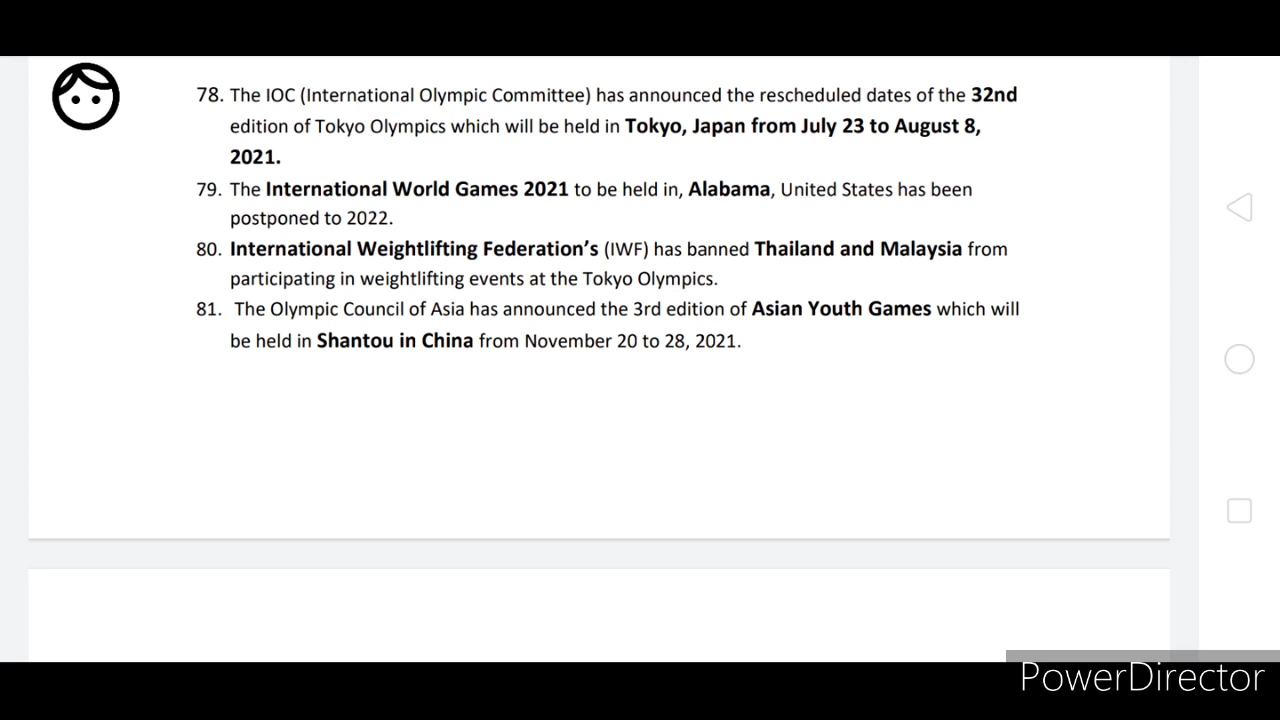 78. The IOC (International Olympic Committee) has announced the rescheduled dates of the 32nd
edition of Tokyo Olympics which will be held in Tokyo, Japan from July 23 to August 8,
2021.
79. The International World Games 2021 to be held in, Alabama, United States has been
postponed to 2022.
80. International Weightlifting Federation's (IWF) has banned Thailand and Malaysia from
participating in weightlifting events at the Tokyo Olympics.
81. The Olympic Council of Asia has announced the 3rd edition of Asian Youth Games which will
be held in Shantou in China from November 20 to 28, 2021.
PowerDirector